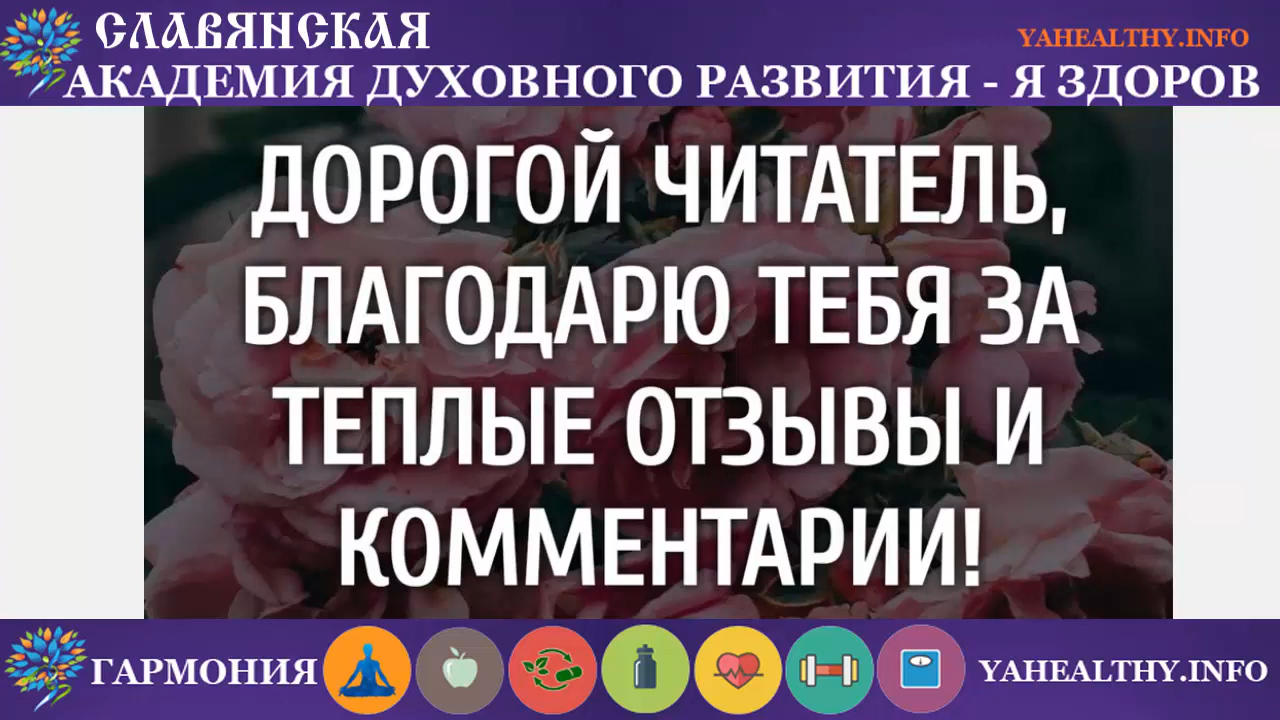 СЛАВЯНСКАЯ
YAHEALTHY.INFO
АКАДЕМИЯ ДУХОВНОГО РАЗВИТИЯ - Я ЗДОРОВ
ДОРОГОЙ ЧИТАТЕЛЬ,
БЛАГОДАРЮ ТЕБЯ ЗА
ТЕПЛЫЕ ОТЗЫВЫ И
КОММЕНТАРИИ!
ГАРМОНИЯ
YAHEALTHY.INFO